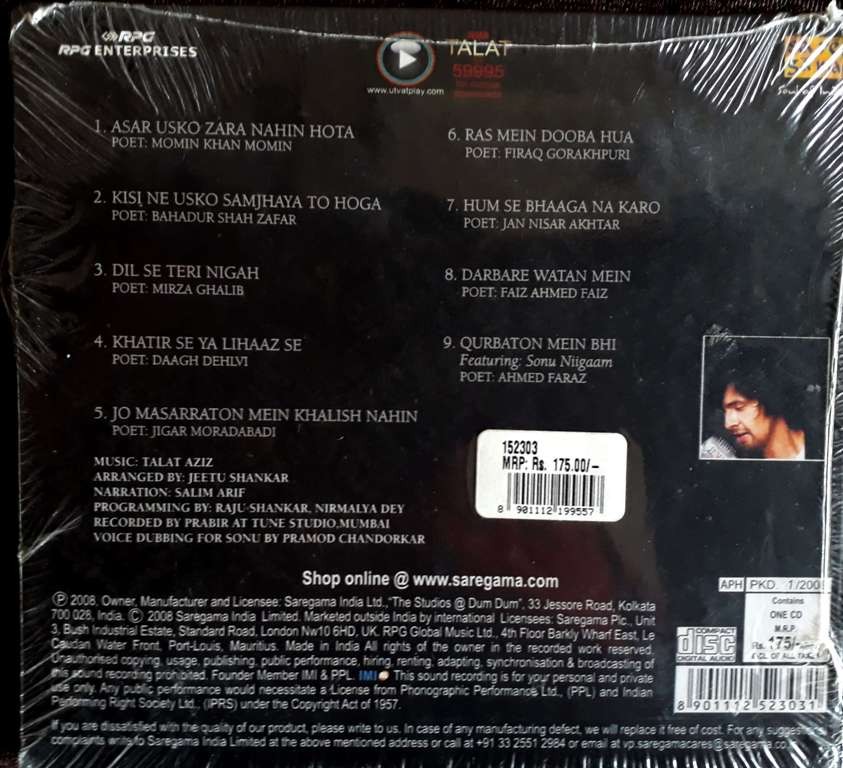 RPG
RPG ENTERPRISES
TALAT
59995
www.utvatplay.com
1. ASAR USKO ZARA NAHIN HOTA
POET: MOMIN KHAN MOMIN
2. KISI NE USKO SAMJHAYA TO HOGA
POET: BAHADUR SHAH ZAFAR
3. DIL SE TERI NIGAH
POET: MIRZA GHALIB
4. KHATIR SE YA LIHAAZ SE
POET: DAAGH DEHLVI
5. JO MASARRATON MEIN KHALISH NAHIN
POET: JIGAR MORADABADI
6. RAS MEIN DOOBA HUA
POET: FIRAQ GORAKHPURI
7. HUM SE BHAAGA NA KARO
POET: JAN NISAR AKHTAR
8. DARBARE WATAN MEIN
POET: FAIZ AHMED FAIZ
9. QURBATON MEIN BHI
Featuring: Sonu Niigaam
POET: AHMED FARAZ
MUSIC: TALAT AZIZ
ARRANGED BY: JEETU SHANKAR
NARRATION: SALIM ARIF
PROGRAMMING BY: RAJU SHANKAR, NIRMALYA DEY
RECORDED BY PRABIR AT TUNE STUDIO,MUMBAI
VOICE DUBBING FOR SONU BY PRAMOD CHANDORKAR
152303
MRP: Rs. 175.00/-
8 901112 199557
Shop online @ www.saregama.com
Ⓟ 2008, Owner, Manufacturer and Licensee: Saregama India Ltd.,"The Studios @ Dum Dum", 33 Jessore Road, Kolkata
700 028, India. © 2008 Saregama India Limited. Marketed outside India by international Licensees: Saregama Plc., Unit
3, Bush Industrial Estate, Standard Road, London Nw10 6HD, UK. RPG Global Music Ltd., 4th Floor Barkly Wharf East, Le
Caudan Water Front, Port-Louis, Mauritius. Made in India All rights of the owner in the recorded work reserved.
Unauthorised copying, usage, publishing, public performance, hiring, renting, adapting, synchronisation & broadcasting of
this sound recording prohibited. Founder Member IMI & PPL. IMI This sound recording is for your personal and private
use only. Any public performance would necessitate a License from Phonographic Performance Ltd., (PPL) and Indian
Performing Right Society Ltd., (IPRS) under the Copyright Act of 1957.
If you are dissatisfied with the quality of our product, please write to us. In case of any manufacturing defect, we will replace it free of cost. For any suggestions/
complaints write to Saregama India Limited at the above mentioned address or call at +91 33 2551 2984 or email at vp.saregamacares@saregama.co
APH PKD. 1/200
Contains
ONE CD
M.R.P.
Rs. 175/-
COMPACT
disc
DIGITAL AUDIO
8 901112 523031